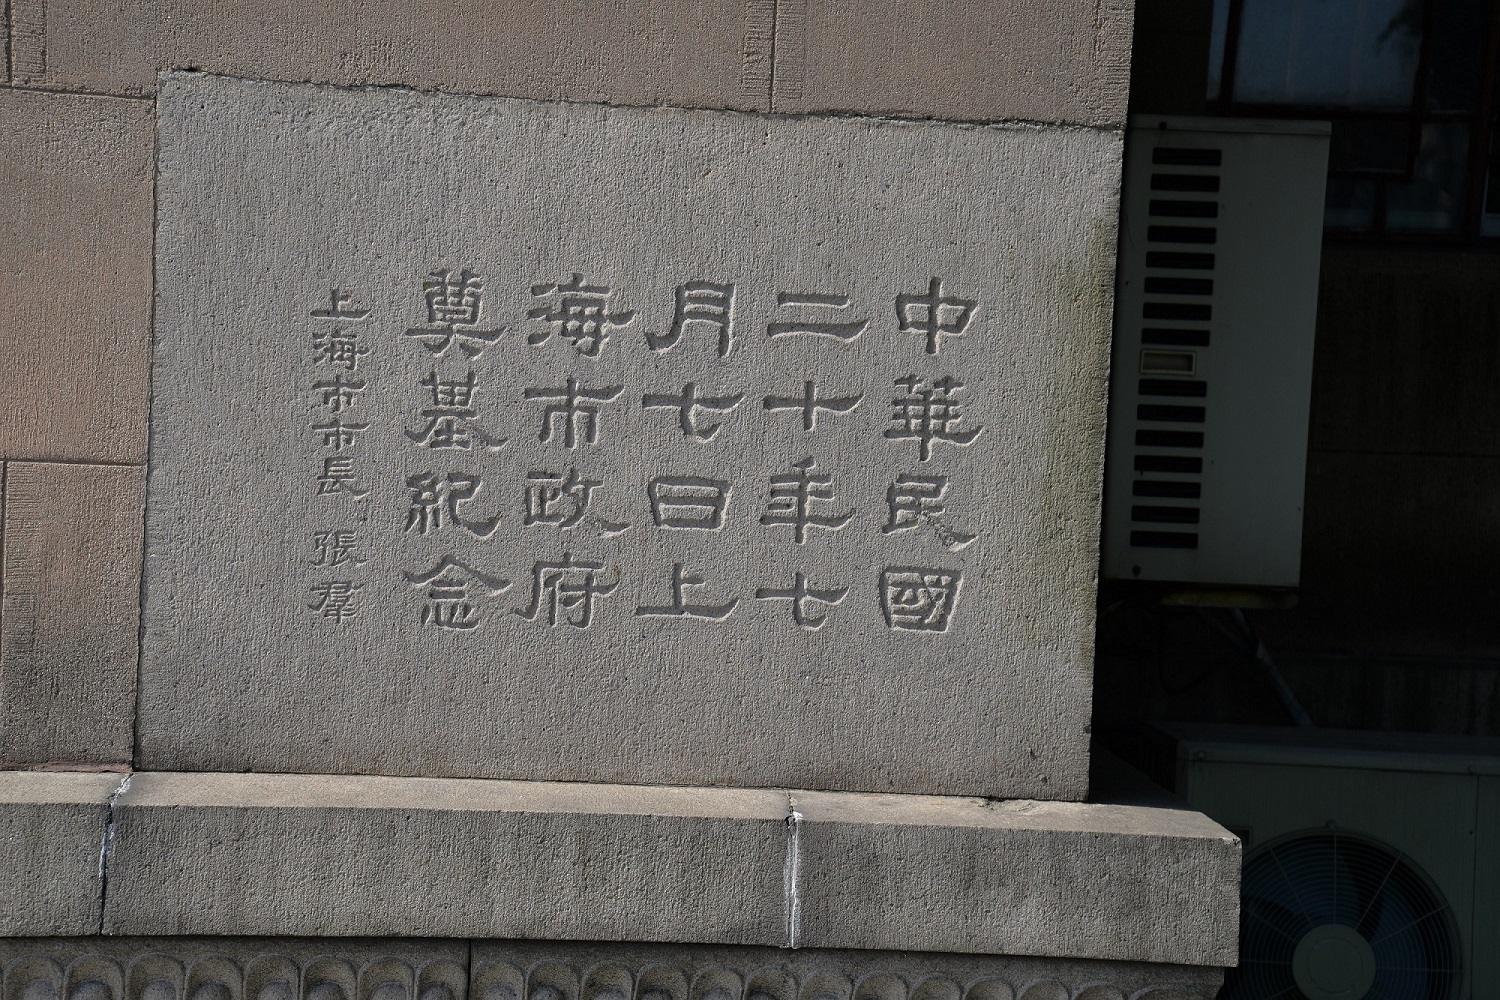 中華民國
二十年七
月七日上
海市政府
奠基紀念
上海市市長 張羣